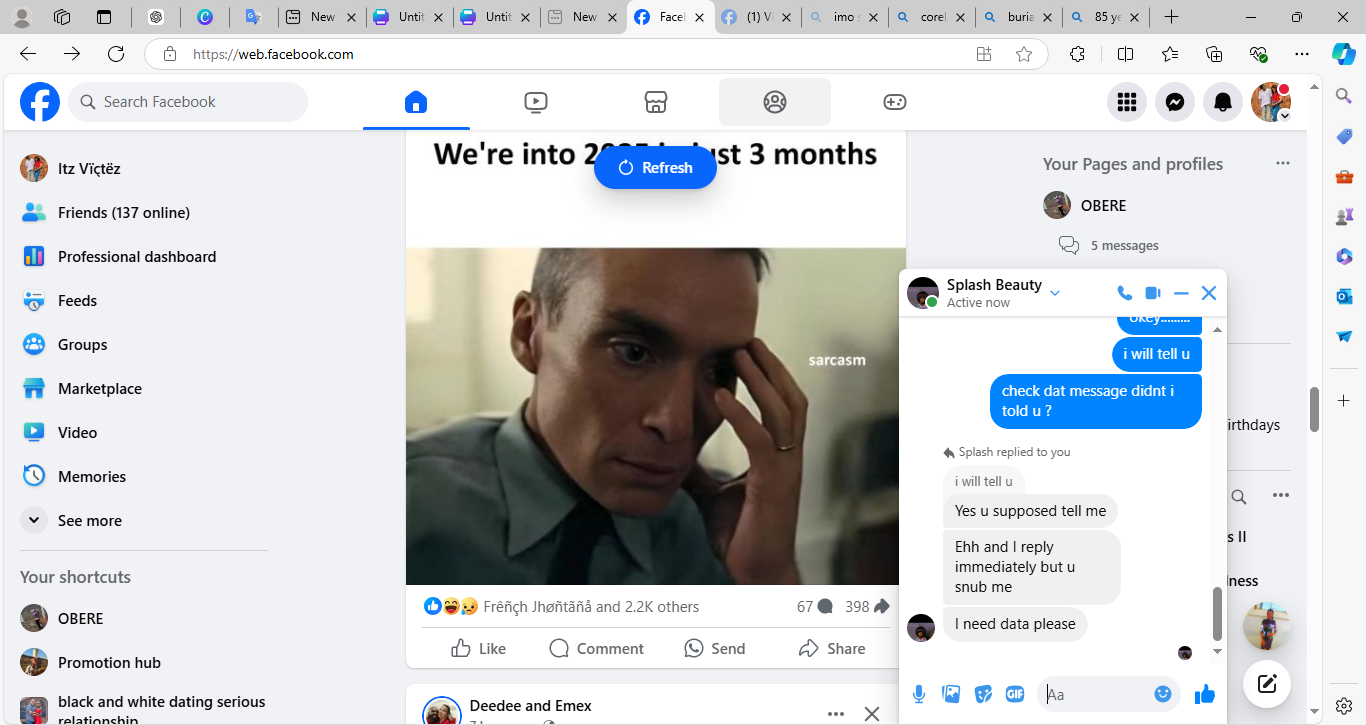 New
Untit
Untit
New
Facel
(1) Vi
imo s
corel
buria
85 ye
https://web.facebook.com
Search Facebook
Itz Vïçtëz
Friends (137 online)
Professional dashboard
Feeds
Groups
Marketplace
Video
Memories
See more
Your shortcuts
OBERE
Promotion hub
black and white dating serious
relationship
We're into 2025 in just 3 months
Refresh
sarcasm
Frêñçh Jhøñtãñå and 2.2K others
67
398
Like
Comment
Send
Share
Deedee and Emex
Your Pages and profiles
OBERE
5 messages
irthdays
s II
lness
Splash Beauty
Active now
okey..........
i will tell u
check dat message didnt i
told u ?
Splash replied to you
i will tell u
Yes u supposed tell me
Ehh and I reply
immediately but u
snub me
I need data please
GIF
Aa